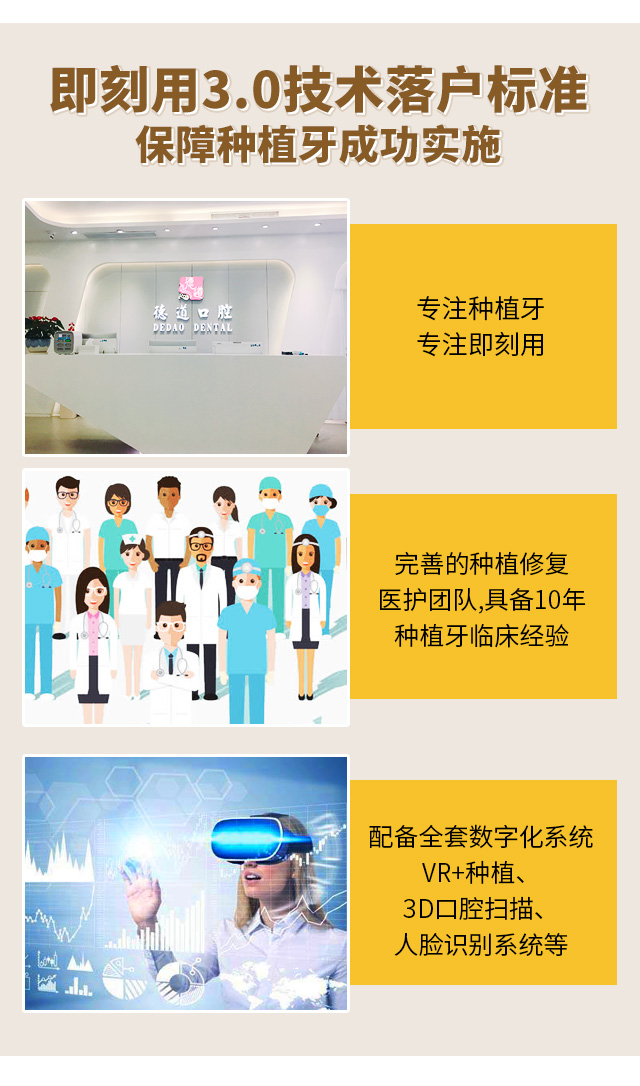 即刻用3.0技术落户标准
保障种植牙成功实施
德道口腔
DEDAO DENTAL
专注种植牙
专注即刻用
完善的种植修复
医护团队,具备10年
种植牙临床经验
配备全套数字化系统
VR+种植、
3D口腔扫描、
人脸识别系统等